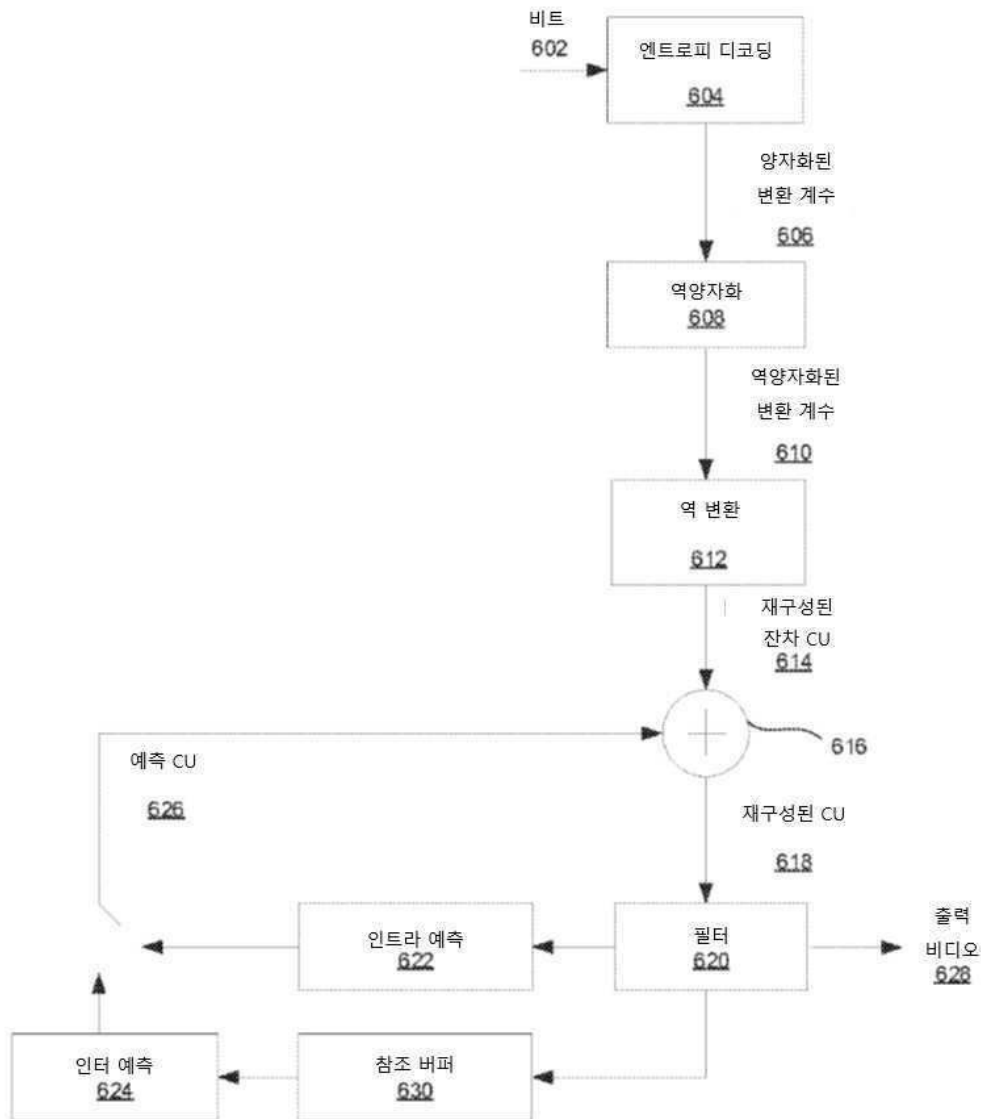 비트
602
엔트로피 디코딩
604
양자화된
변환 계수
606
역양자화
608
역양자화된
변환 계수
610
역 변환
612
재구성된
잔차 CU
614
616
예측 CU
626
재구성된 CU
618
인트라 예측
622
필터
620
출력
비디오
628
인터 예측
624
참조 버퍼
630